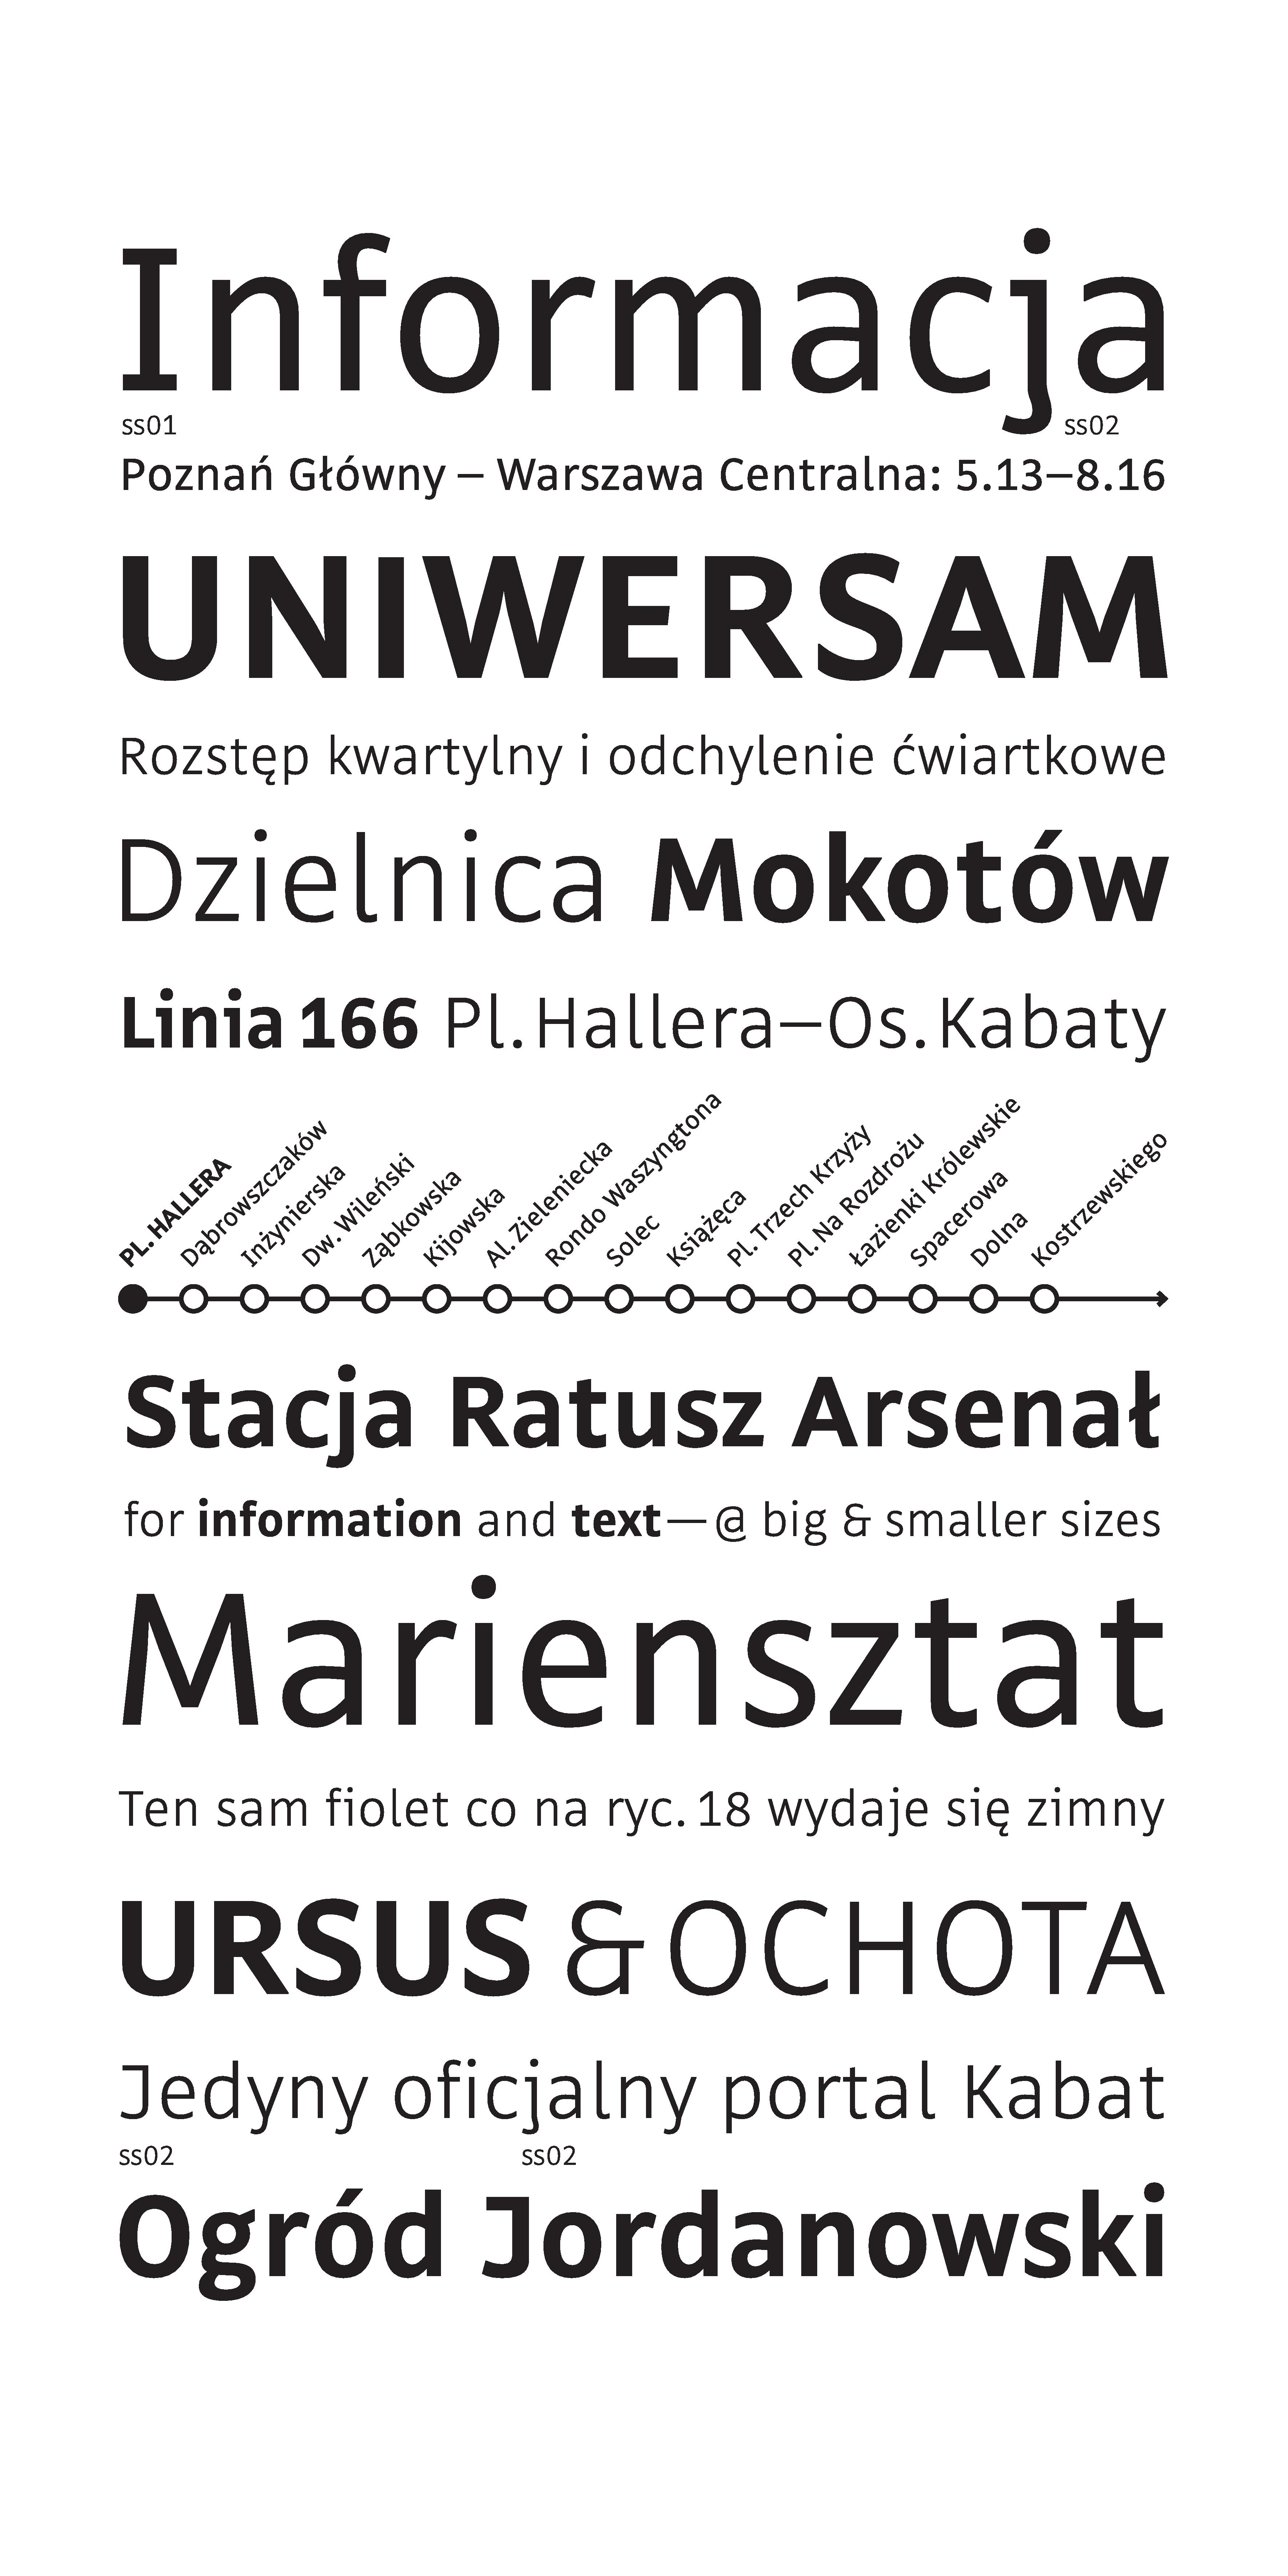 Informacja
ss01 ss02
Poznań Główny – Warszawa Centralna: 5.13–8.16
UNIWERSAM
Rozstęp kwartylny i odchylenie ćwiartkowe
Dzielnica Mokotów
Linia 166 Pl. Hallera–Os. Kabaty
PL. HALLERA
Dąbrowszczaków
Inżynierska
Dw. Wileński
Ząbkowska
Kijowska
Al. Zieleniecka
Rondo Waszyngtona
Solec
Książęca
Pl. Trzech Krzyży
Pl. Na Rozdrożu
Łazienki Królewskie
Spacerowa
Dolna
Kostrzewskiego
Stacja Ratusz Arsenał
for information and text—@ big & smaller sizes
Mariensztat
Ten sam fiolet co na ryc. 18 wydaje się zimny
URSUS & OCHOTA
Jedyny oficjalny portal Kabat
ss02 ss02
Ogród Jordanowski